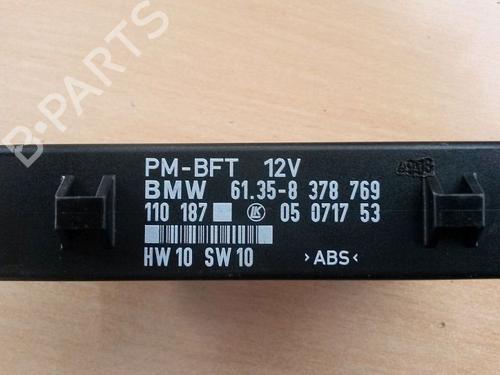 B-PARTS
PM-BFT 12V
BMW 61.35-8 378 769
110 187 LK 05 0717 53
HW 10 SW 10 >ABS<